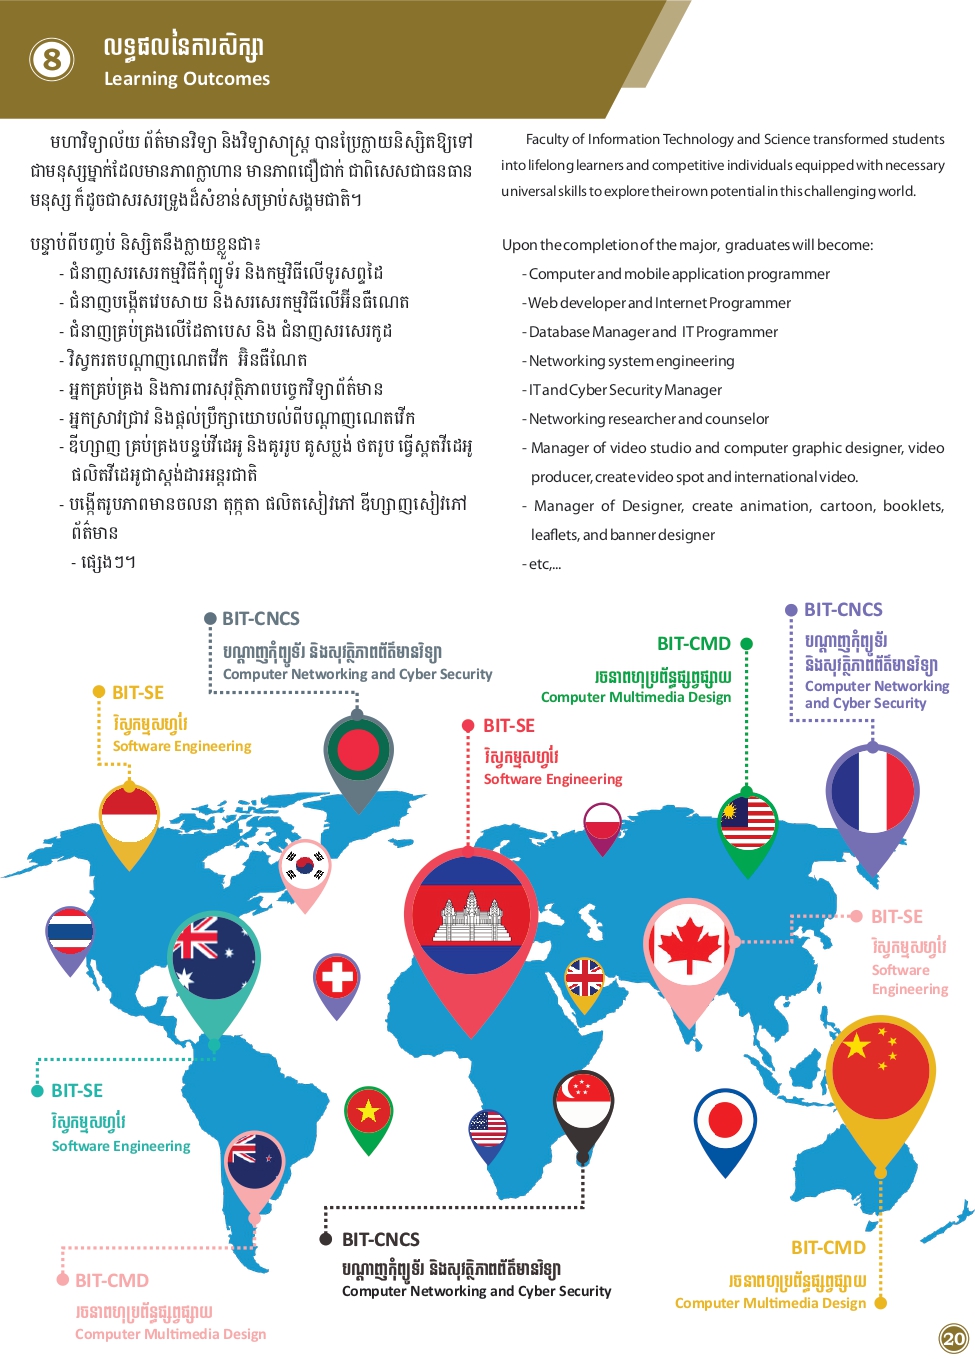 8
លទ្ធផលនៃការសិក្សា
Learning Outcomes
មហាវិទ្យាល័យ ព័ត៌មានវិទ្យា និងវិទ្យាសាស្ត្រ បានប្រែក្លាយនិស្សិតឱ្យទៅ
ជាមនុស្សម្នាក់ដែលមានភាពក្លាហាន មានភាពជឿជាក់ ជាពិសេសជាធនធាន
មនុស្ស ក៏ដូចជាសរសរទ្រូងដ៏សំខាន់សម្រាប់សង្គមជាតិ។
បន្ទាប់ពីបញ្ចប់ និស្សិតនឹងក្លាយខ្លួនជា៖
- ជំនាញសរសេរកម្មវិធីកុំព្យូទ័រ និងកម្មវិធីលើទូរសព្ទដៃ
- ជំនាញបង្កើតវេបសាយ និងសរសេរកម្មវិធីលើអ៊ីនធឺណេត
- ជំនាញគ្រប់គ្រងលើដែតាបេស និង ជំនាញសរសេរកូដ
- វិស្វករតបណ្តាញណេតវើក អ៊ិនធឺណែត
- អ្នកគ្រប់គ្រង និងការពារសុវត្ថិភាពបច្ចេកវិទ្យាព័ត៌មាន
- អ្នកស្រាវជ្រាវ និងផ្តល់ប្រឹក្សាយោបល់ពីបណ្តាញណេតវើក
- ឌីហ្សាញ គ្រប់គ្រងបន្ទប់វីដេអូ និងគូររូប គូសប្លង់ ថតរូប ធ្វើស្ពតវីដេអូ
ផលិតវីដេអូជាស្តង់ដារអន្តរជាតិ
- បង្កើតរូបភាពមានចលនា តុក្កតា ផលិតសៀវភៅ ឌីហ្សាញសៀវភៅ
ព័ត៌មាន
- ផ្សេងៗ។
Faculty of Information Technology and Science transformed students
into lifelong learners and competitive individuals equipped with necessary
universal skills to explore their own potential in this challenging world.
Upon the completion of the major, graduates will become:
- Computer and mobile application programmer
- Web developer and Internet Programmer
- Database Manager and IT Programmer
- Networking system engineering
- IT and Cyber Security Manager
- Networking researcher and counselor
- Manager of video studio and computer graphic designer, video
producer, create video spot and international video.
- Manager of Designer, create animation, cartoon, booklets,
leaflets, and banner designer
- etc,...
BIT-CNCS
បណ្តាញកុំព្យូទ័រ និងសុវត្ថិភាពព័ត៌មានវិទ្យា
Computer Networking and Cyber Security
BIT-CNCS
បណ្តាញកុំព្យូទ័រ
និងសុវត្ថិភាពព័ត៌មានវិទ្យា
Computer Networking
and Cyber Security
BIT-CMD
រចនាពហុប្រព័ន្ធផ្សព្វផ្សាយ
Computer Multimedia Design
BIT-SE
វិស្វកម្មសហ្វវែរ
Software Engineering
BIT-SE
វិស្វកម្មសហ្វវែរ
Software Engineering
BIT-SE
វិស្វកម្មសហ្វវែរ
Software
Engineering
BIT-SE
វិស្វកម្មសហ្វវែរ
Software Engineering
BIT-CNCS
បណ្តាញកុំព្យូទ័រ និងសុវត្ថិភាពព័ត៌មានវិទ្យា
Computer Networking and Cyber Security
BIT-CMD
រចនាពហុប្រព័ន្ធផ្សព្វផ្សាយ
Computer Multimedia Design
BIT-CMD
រចនាពហុប្រព័ន្ធផ្សព្វផ្សាយ
Computer Multimedia Design
20